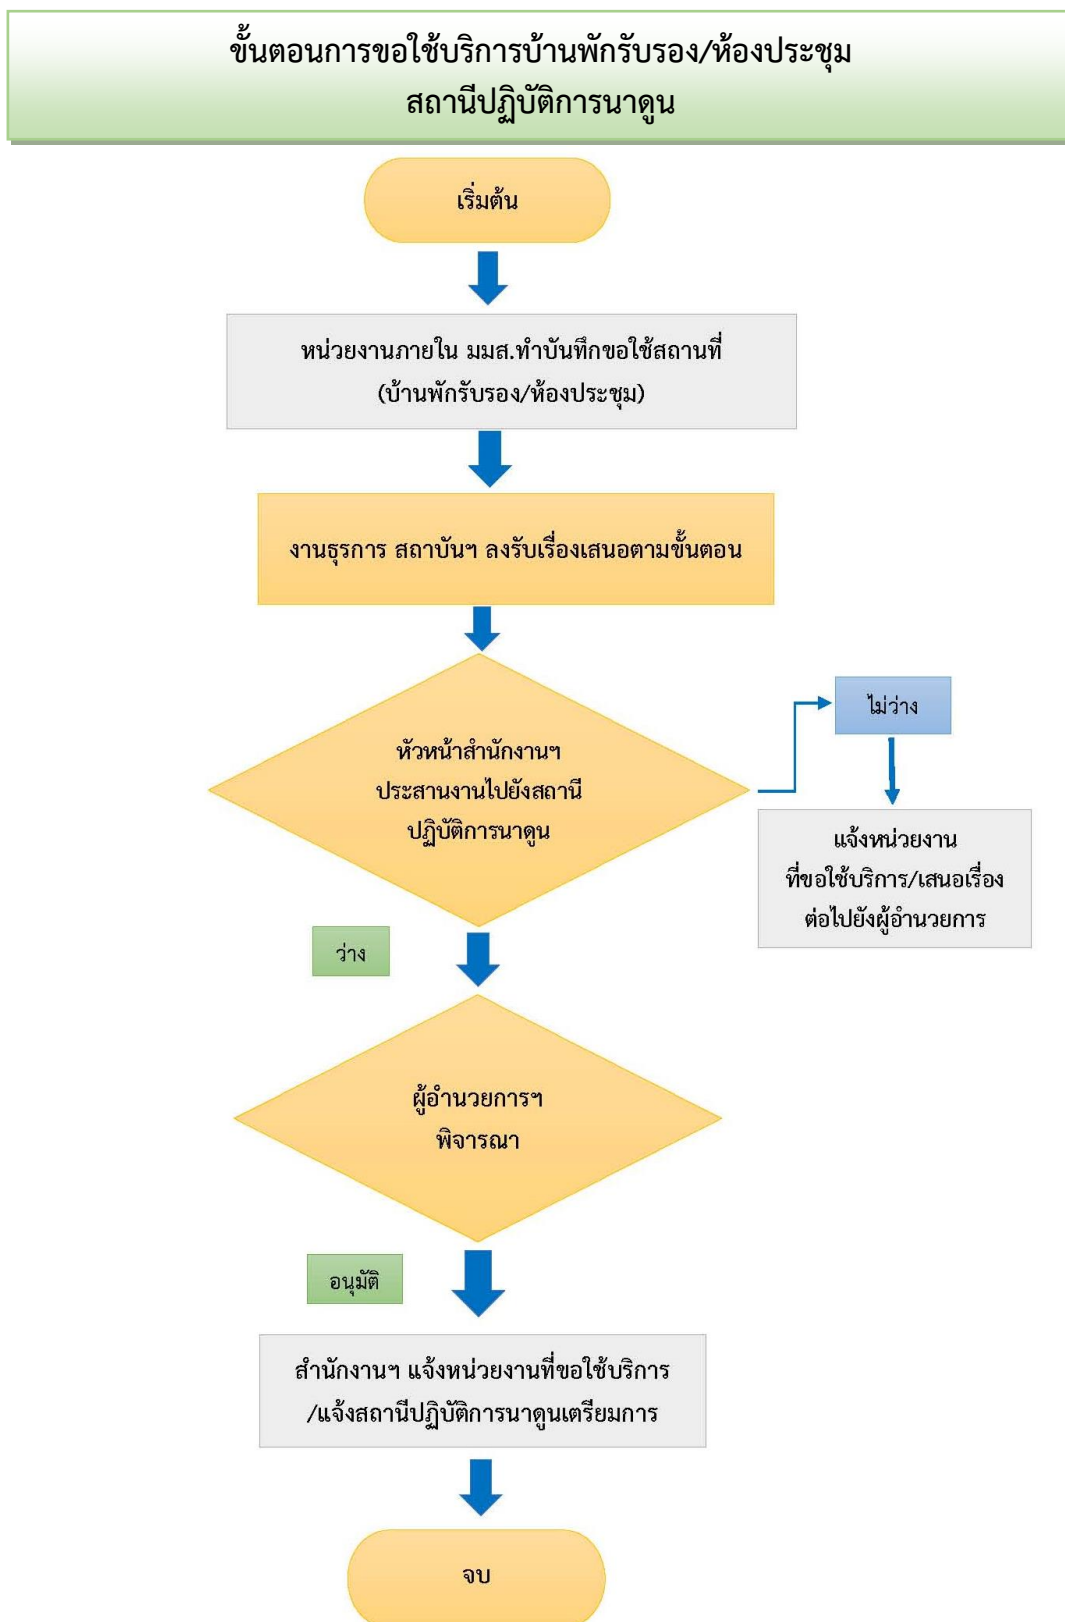 ขั้นตอนการขอใช้บริการบ้านพักรับรอง/ห้องประชุม
สถานีปฏิบัติการนาดูน
เริ่มต้น
หน่วยงานภายใน มมส.ทำบันทึกขอใช้สถานที่
(บ้านพักรับรอง/ห้องประชุม)
งานธุรการ สถาบันฯ ลงรับเรื่องเสนอตามขั้นตอน
หัวหน้าสำนักงานฯ
ประสานงานไปยังสถานี
ปฏิบัติการนาดูน
ไม่ว่าง
แจ้งหน่วยงาน
ที่ขอใช้บริการ/เสนอเรื่อง
ต่อไปยังผู้อำนวยการ
ว่าง
ผู้อำนวยการฯ
พิจารณา
อนุมัติ
สำนักงานฯ แจ้งหน่วยงานที่ขอใช้บริการ
/แจ้งสถานีปฏิบัติการนาดูนเตรียมการ
จบ